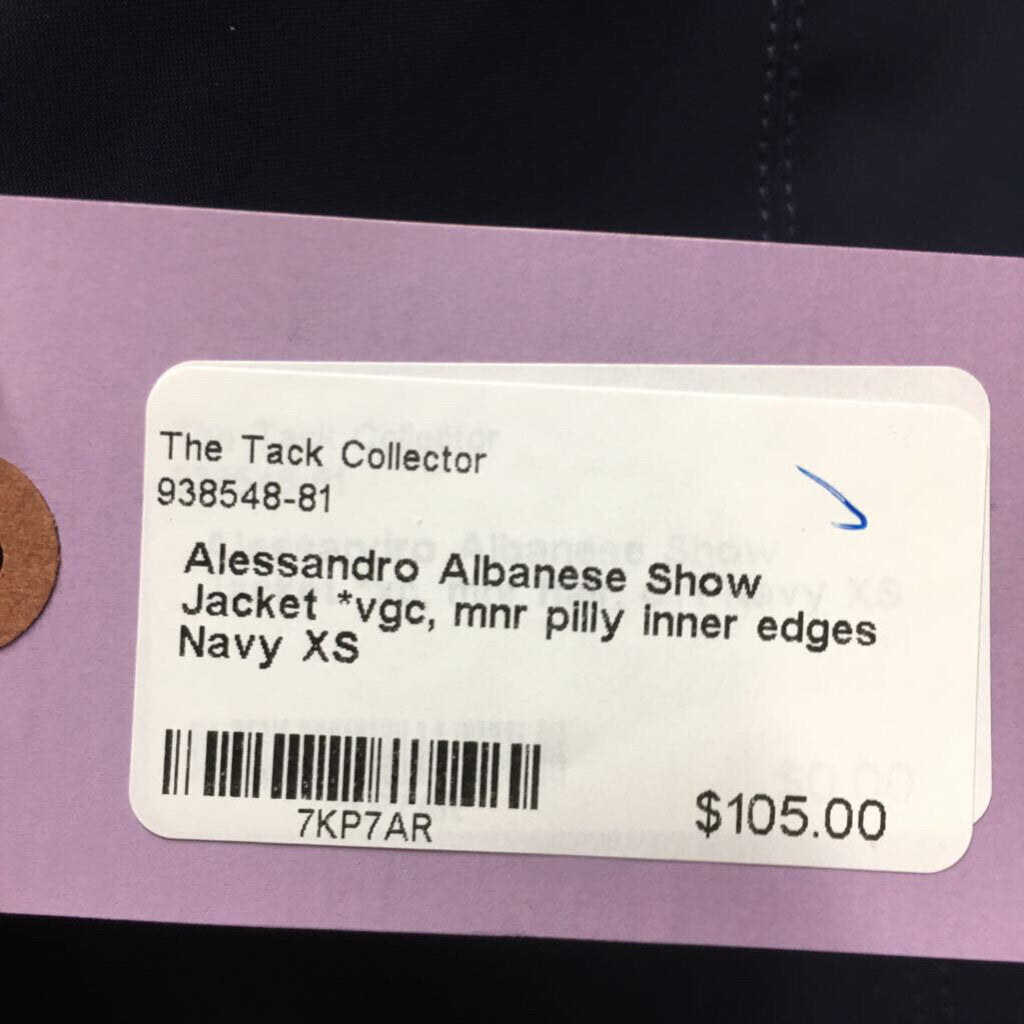 The Tack Collector
938548-81
Alessandro Albanese Show
Jacket *vgc, mnr pilly inner edges
Navy XS
7KP7AR
$105.00